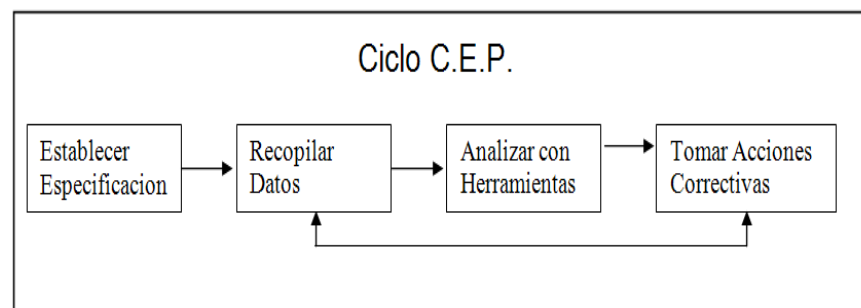 Ciclo C.E.P.
Establecer
Especificacion
Recopilar
Datos
Analizar con
Herramientas
Tomar Acciones
Correctivas